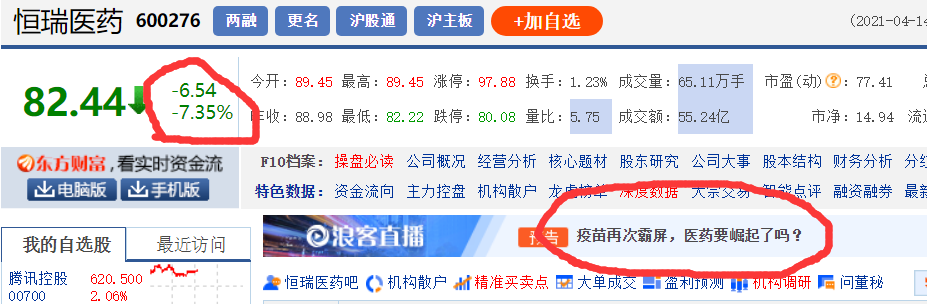 恒瑞医药 600276 两融 更名 沪股通 沪主板 +加自选 (2021-04-14
82.44 -6.54 今开：89.45 最高：89.45 涨停：97.88 换手：1.23% 成交量：65.11万手 市盈(动)?：77.41
-7.35% 昨收：88.98 最低：82.22 跌停：80.08 量比：5.75 成交额：55.24亿 市净：14.94
东方财富，看实时资金流 F10档案：操盘必读 公司概况 经营分析 核心题材 股东研究 公司大事 股本结构 财务分析 分红
电脑版 手机版 特色数据：资金流向 主力控盘 机构散户 龙虎榜单 深度数据 大宗交易 智能点评 融资融券 最新
浪客直播 预告 疫苗再次霸屏，医药要崛起了吗？
我的自选股 最近访问
腾讯控股 620.500 恒瑞医药吧 机构散户 精准买卖点 大单成交 盈利预测 机构调研 问董秘
00700 2.06%